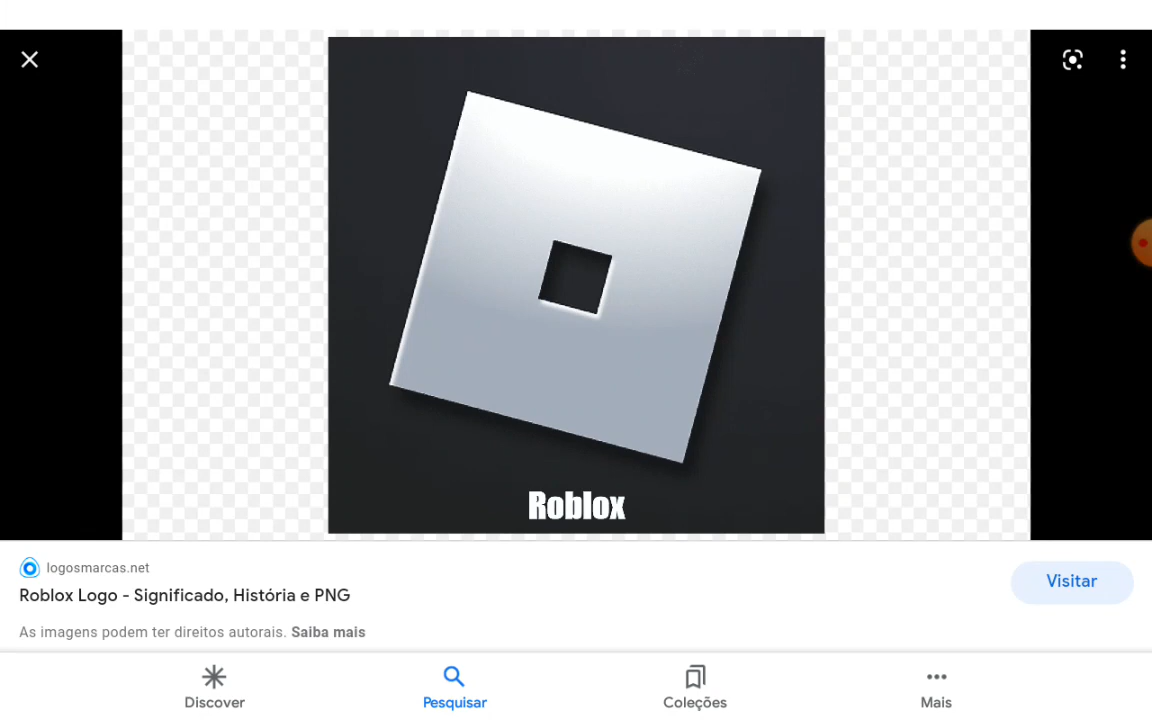 Roblox
logosmarcas.net
Roblox Logo - Significado, História e PNG
Visitar
As imagens podem ter direitos autorais. Saiba mais
Discover
Pesquisar
Coleções
Mais